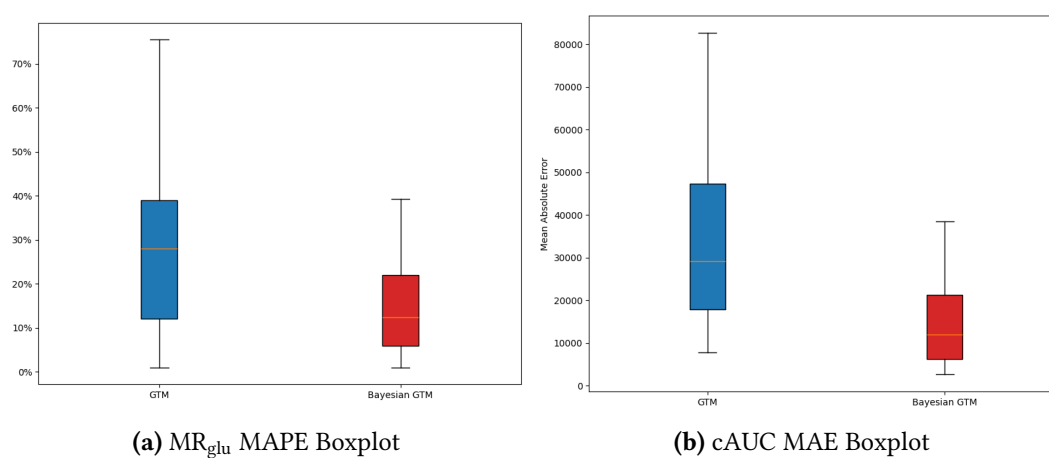 70%
60%
50%
40%
30%
20%
10%
0%
GTM
Bayesian GTM
(a) MRglu MAPE Boxplot
Mean Absolute Error
80000
70000
60000
50000
40000
30000
20000
10000
0
GTM
Bayesian GTM
(b) cAUC MAE Boxplot